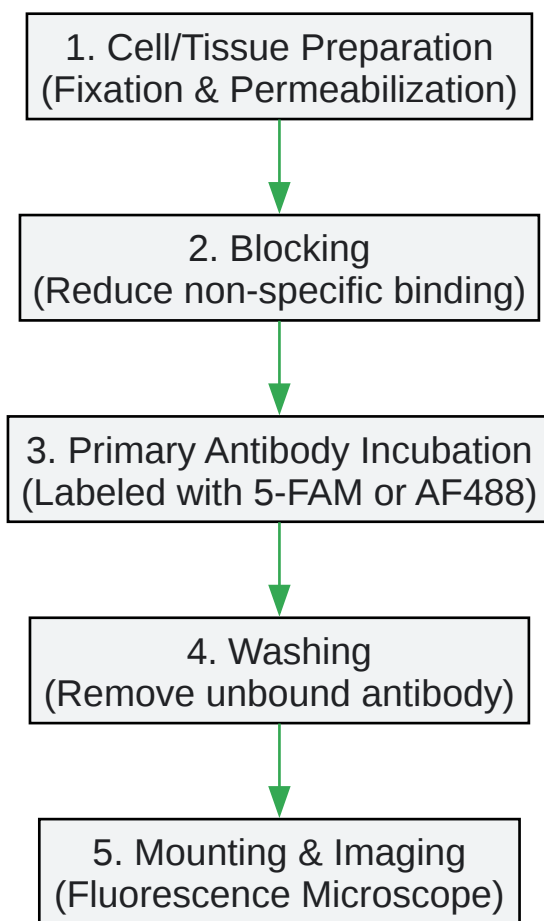 1. Cell/Tissue Preparation
(Fixation & Permeabilization)
2. Blocking
(Reduce non-specific binding)
3. Primary Antibody Incubation
(Labeled with 5-FAM or AF488)
4. Washing
(Remove unbound antibody)
5. Mounting & Imaging
(Fluorescence Microscope)